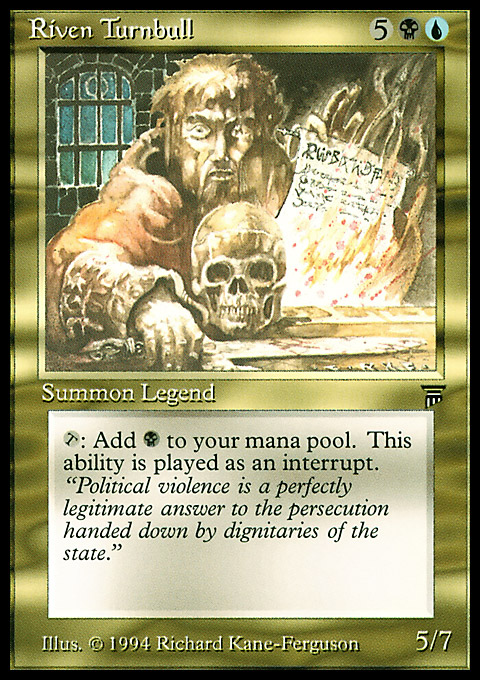 Riven Turnbull 5
Summon Legend
: Add to your mana pool. This
ability is played as an interrupt.
“Political violence is a perfectly
legitimate answer to the persecution
handed down by dignitaries of the
state.”
Illus. © 1994 Richard Kane-Ferguson 5/7